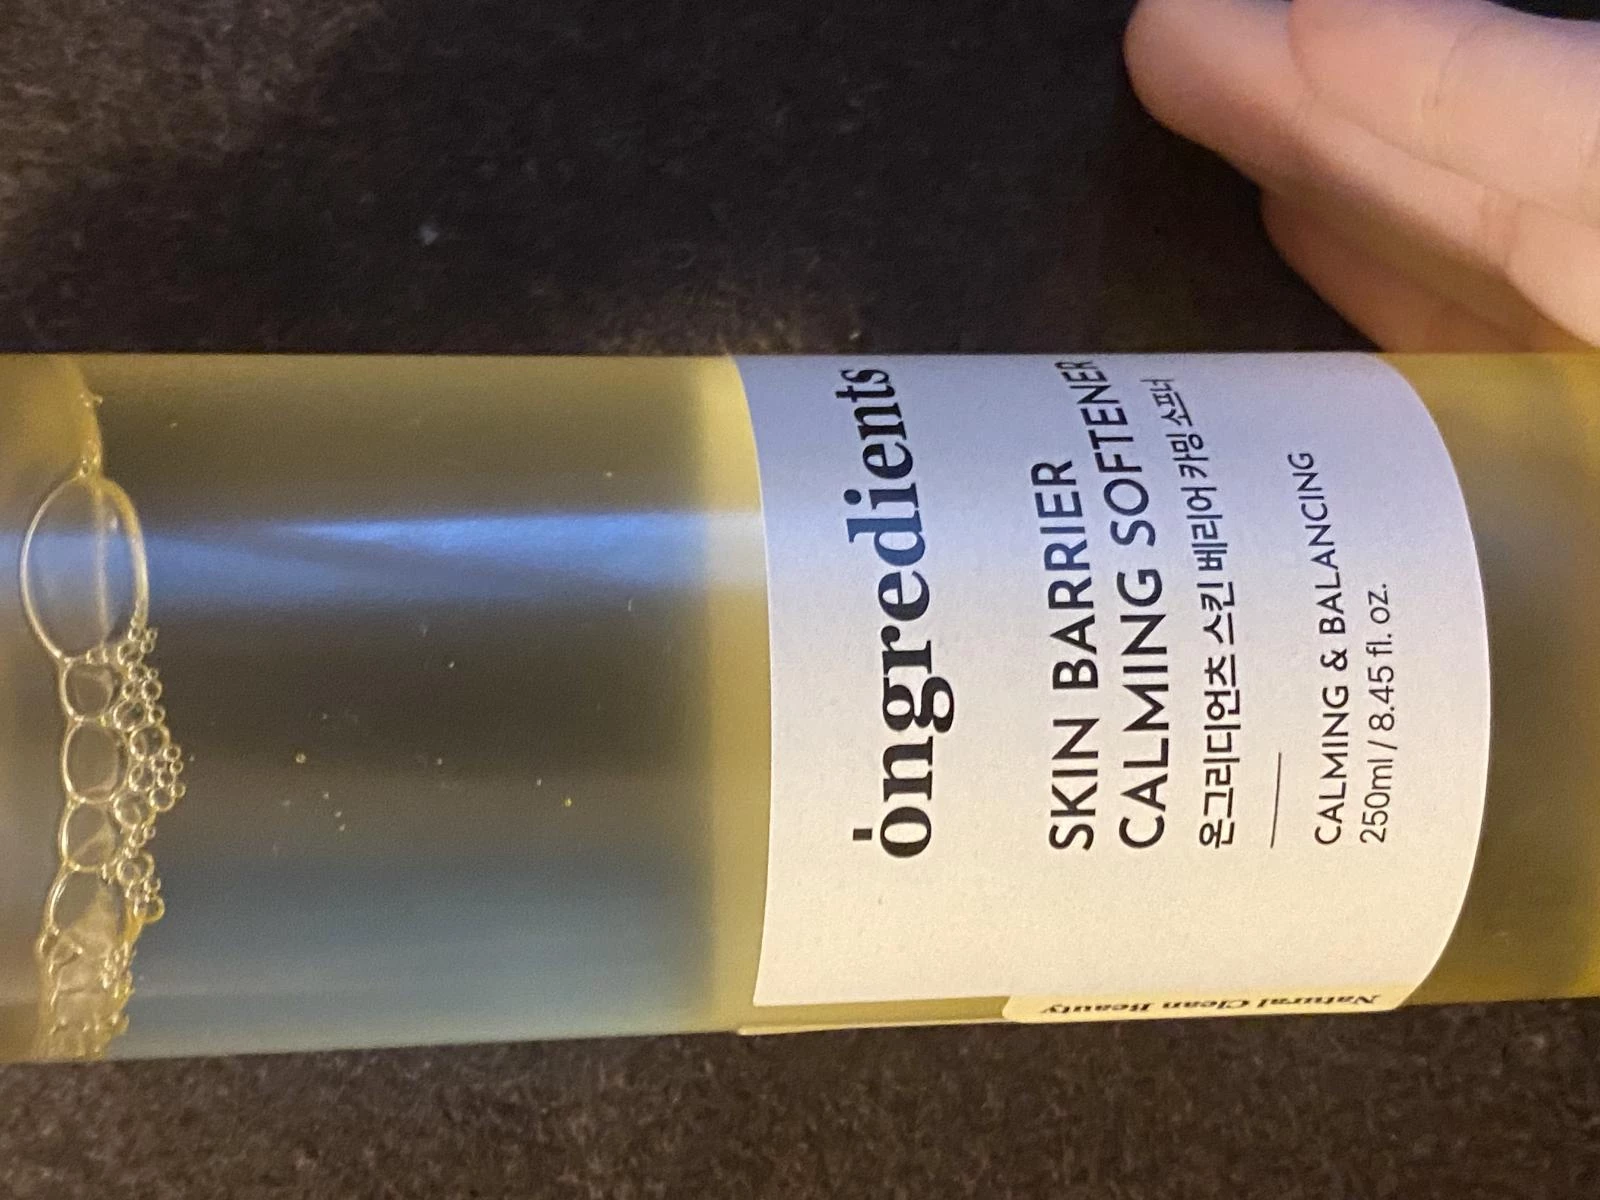 ongredients
SKIN BARRIER
CALMING SOFTENER
온그리디언츠 스킨 베리어 카밍 소프너
CALMING & BALANCING
250ml / 8.45 fl. oz.
Natural Clean Beauty